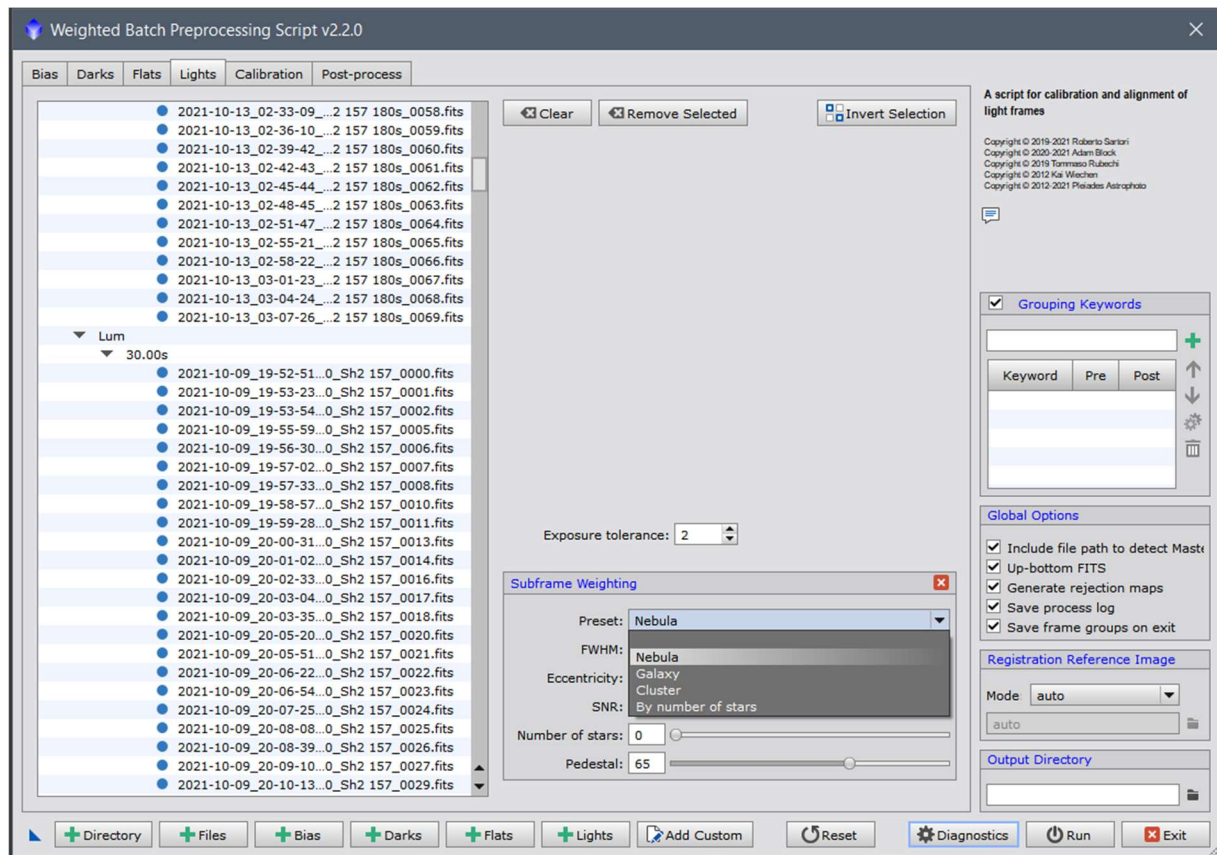 Weighted Batch Preprocessing Script v2.2.0
Bias Darks Flats Lights Calibration Post-process
2021-10-13_02-33-09_...2 157 180s_0058.fits
2021-10-13_02-36-10_...2 157 180s_0059.fits
2021-10-13_02-39-42_...2 157 180s_0060.fits
2021-10-13_02-42-43_...2 157 180s_0061.fits
2021-10-13_02-45-44_...2 157 180s_0062.fits
2021-10-13_02-48-45_...2 157 180s_0063.fits
2021-10-13_02-51-47_...2 157 180s_0064.fits
2021-10-13_02-55-21_...2 157 180s_0065.fits
2021-10-13_02-58-22_...2 157 180s_0066.fits
2021-10-13_03-01-23_...2 157 180s_0067.fits
2021-10-13_03-04-24_...2 157 180s_0068.fits
2021-10-13_03-07-26_...2 157 180s_0069.fits
Lum
30.00s
2021-10-09_19-52-51...0_Sh2 157_0000.fits
2021-10-09_19-53-23...0_Sh2 157_0001.fits
2021-10-09_19-53-54...0_Sh2 157_0002.fits
2021-10-09_19-55-59...0_Sh2 157_0005.fits
2021-10-09_19-56-30...0_Sh2 157_0006.fits
2021-10-09_19-57-02...0_Sh2 157_0007.fits
2021-10-09_19-57-33...0_Sh2 157_0008.fits
2021-10-09_19-58-57...0_Sh2 157_0010.fits
2021-10-09_19-59-28...0_Sh2 157_0011.fits
2021-10-09_20-00-31...0_Sh2 157_0013.fits
2021-10-09_20-01-02...0_Sh2 157_0014.fits
2021-10-09_20-02-33...0_Sh2 157_0016.fits
2021-10-09_20-03-04...0_Sh2 157_0017.fits
2021-10-09_20-03-35...0_Sh2 157_0018.fits
2021-10-09_20-05-20...0_Sh2 157_0020.fits
2021-10-09_20-05-51...0_Sh2 157_0021.fits
2021-10-09_20-06-22...0_Sh2 157_0022.fits
2021-10-09_20-06-54...0_Sh2 157_0023.fits
2021-10-09_20-07-25...0_Sh2 157_0024.fits
2021-10-09_20-08-08...0_Sh2 157_0025.fits
2021-10-09_20-08-39...0_Sh2 157_0026.fits
2021-10-09_20-09-10...0_Sh2 157_0027.fits
2021-10-09_20-10-13...0_Sh2 157_0029.fits
Clear Remove Selected Invert Selection
Exposure tolerance: 2
Subframe Weighting
Preset: Nebula
FWHM:
Eccentricity:
SNR:
Nebula
Galaxy
Cluster
By number of stars
Number of stars: 0
Pedestal: 65
A script for calibration and alignment of
light frames
Copyright © 2019-2021 Roberto Sartori
Copyright © 2020-2021 Adam Block
Copyright © 2019 Tommaso Rubechi
Copyright © 2012 Kai Wiechen
Copyright © 2012-2021 Pleiades Astrophoto
Grouping Keywords
Keyword Pre Post
Global Options
Include file path to detect Maste
Up-bottom FITS
Generate rejection maps
Save process log
Save frame groups on exit
Registration Reference Image
Mode auto
auto
Output Directory
Directory Files Bias Darks Flats Lights Add Custom Reset Diagnostics Run Exit